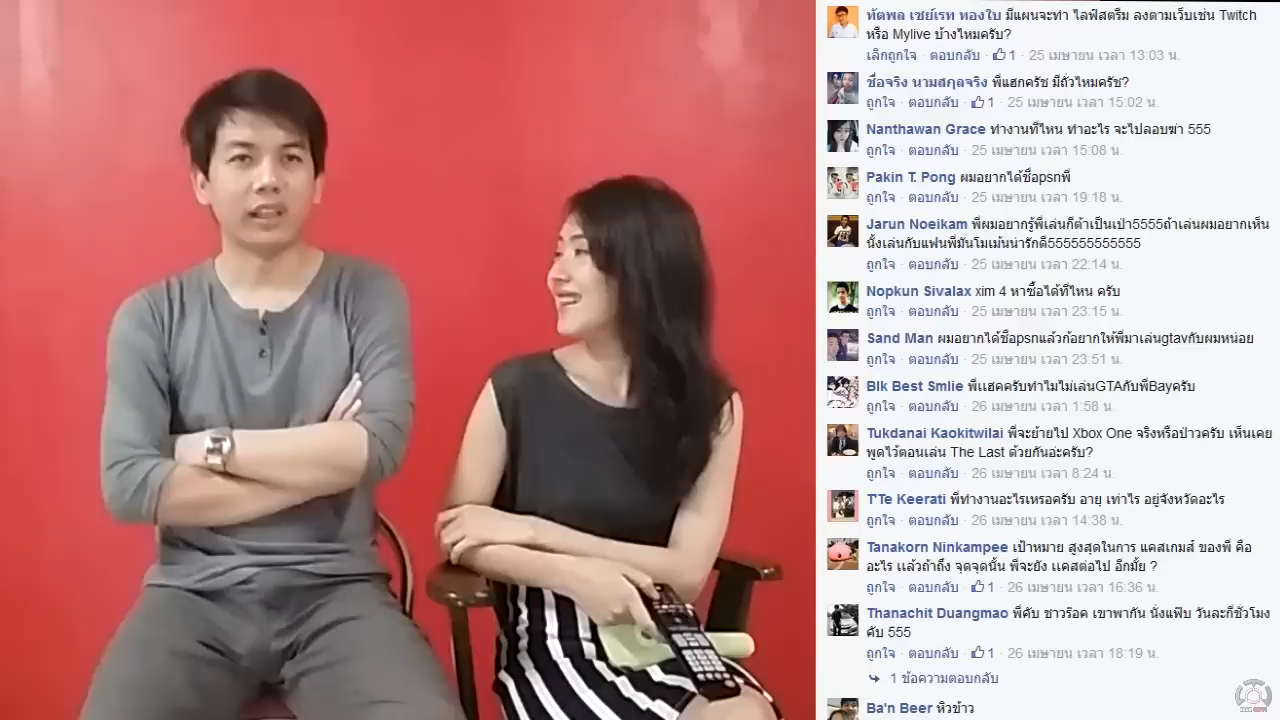 ทัตพล เซย์เรท ทองใบ มีแผนจะทำ ไลฟ์สตรีม ลงตามเว็บเช่น Twitch
หรือ Mylive บ้างไหมครับ?
เลิกถูกใจ · ตอบกลับ · 1 · 25 เมษายน เวลา 13:03 น.
ชื่อจริง นามสกุลจริง พี่แฮกครัช มีถั่วไหมครัช?
ถูกใจ · ตอบกลับ · 1 · 25 เมษายน เวลา 15:02 น.
Nanthawan Grace ทำงานที่ไหน ทำอะไร จะไปลอบฆ่า 555
ถูกใจ · ตอบกลับ · 25 เมษายน เวลา 15:08 น.
Pakin T. Pong ผมอยากได้ชื่อpsnพี่
ถูกใจ · ตอบกลับ · 25 เมษายน เวลา 19:18 น.
Jarun Noeikam พี่ผมอยากรู้พี่เล่นกีต้าเป็นเป่า5555ถ้าเล่นผมอยากเห็น
นั้งเล่นกับแฟนพี่มันโมเม้นน่ารักดี555555555555
ถูกใจ · ตอบกลับ · 25 เมษายน เวลา 22:14 น.
Nopkun Sivalax xim 4 หาซื้อได้ที่ไหน ครับ
ถูกใจ · ตอบกลับ · 25 เมษายน เวลา 23:15 น.
Sand Man ผมอยากได้ชื่อpsnแล้วก้อยากให้พี่มาเล่นgtavกับผมหน่อย
ถูกใจ · ตอบกลับ · 25 เมษายน เวลา 23:51 น.
Blk Best Smlie พี่แฮคครับทำไมไม่เล่นGTAกับพี่Bayครับ
ถูกใจ · ตอบกลับ · 26 เมษายน เวลา 1:58 น.
Tukdanai Kaokitwilai พี่จะย้ายไป Xbox One จริงหรือป่าวครับ เห็นเคย
พูดไว้ตอนเล่น The Last ด้วยกันอ่ะครับ?
ถูกใจ · ตอบกลับ · 26 เมษายน เวลา 8:24 น.
T'Te Keerati พี่ทำงานอะไรเหรอครับ อายุ เท่าไร อยู่จังหวัดอะไร
ถูกใจ · ตอบกลับ · 26 เมษายน เวลา 14:38 น.
Tanakorn Ninkampee เป้าหมาย สูงสุดในการ แคสเกมส์ ของพี่ คือ
อะไร แล้วถ้าถึง จุดจุดนั้น พี่จะยัง แคสต่อไป อีกมั้ย ?
ถูกใจ · ตอบกลับ · 1 · 26 เมษายน เวลา 16:36 น.
Thanachit Duangmao พี่คับ ชาวร๊อค เขาพากัน นั่งแฟ๊บ วันละกี่ชั่วโมง
คับ 555
ถูกใจ · ตอบกลับ · 1 · 26 เมษายน เวลา 18:19 น.
1 ข้อความตอบกลับ
Ba'n Beer หิวข้าว